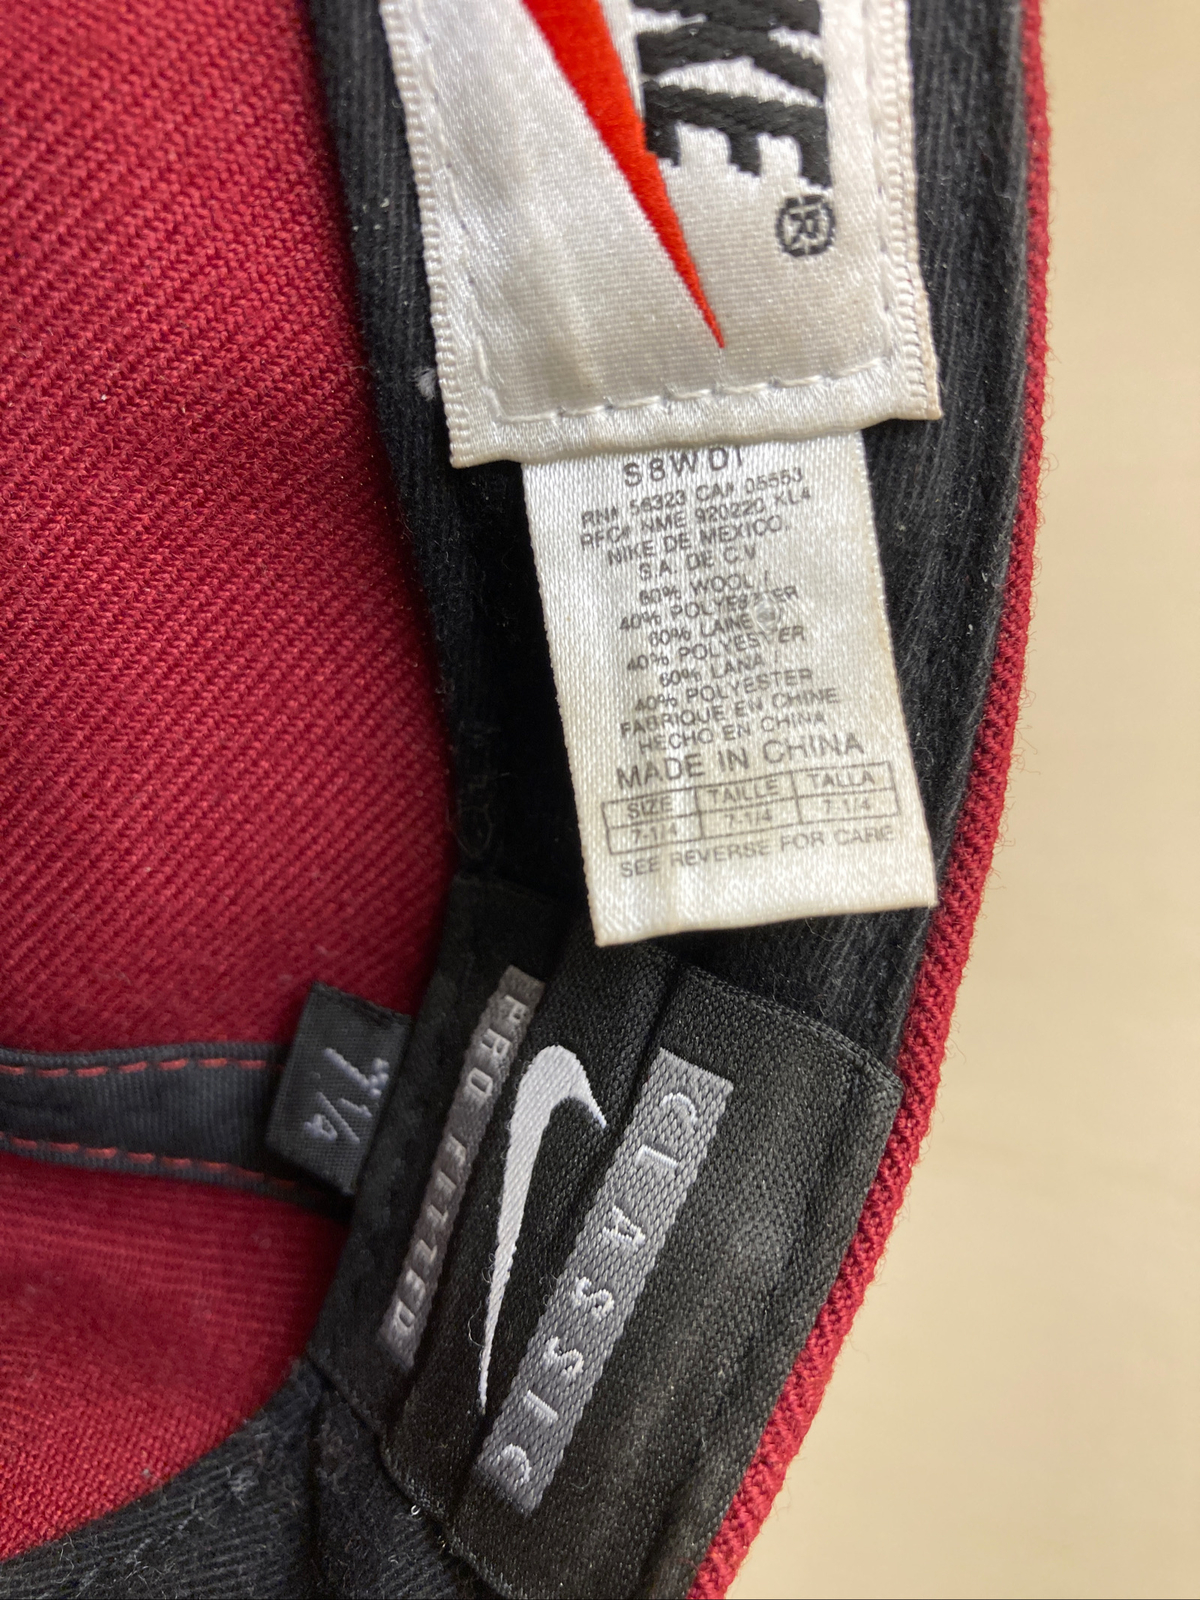 KE®
S8WD1
RN# 56323 CA# 05553
RFC# NME 920220 KL4
NIKE DE MEXICO,
S.A. DE C.V.
60% WOOL /
40% POLYESTER
60% LAINE /
40% POLYESTER
60% LANA /
40% POLYESTER
FABRIQUE EN CHINE
HECHO EN CHINA
MADE IN CHINA
SIZE TAILLE TALLA
7-1/4 7-1/4 7 1/4
SEE REVERSE FOR CARE
7 1/4
PRO FITTED
CLASSIC